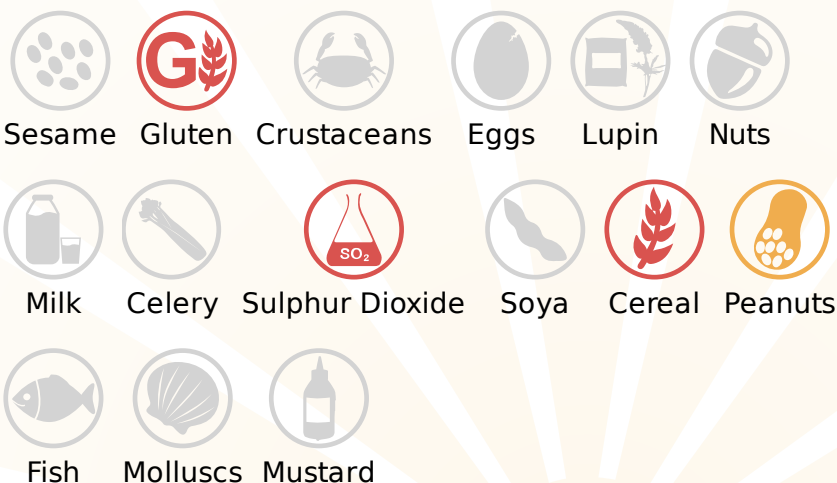 G
Sesame Gluten Crustaceans Eggs Lupin Nuts
SO₂
Milk Celery Sulphur Dioxide Soya Cereal Peanuts
Fish Molluscs Mustard